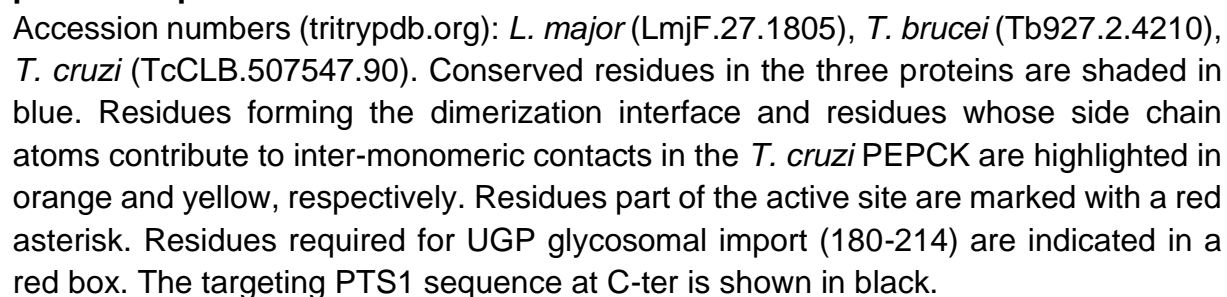 Accession numbers (tritrypdb.org): L. major (LmjF.27.1805), T. brucei (Tb927.2.4210),
T. cruzi (TcCLB.507547.90). Conserved residues in the three proteins are shaded in
blue. Residues forming the dimerization interface and residues whose side chain
atoms contribute to inter-monomeric contacts in the T. cruzi PEPCK are highlighted in
orange and yellow, respectively. Residues part of the active site are marked with a red
asterisk. Residues required for UGP glycosomal import (180-214) are indicated in a
red box. The targeting PTS1 sequence at C-ter is shown in black.